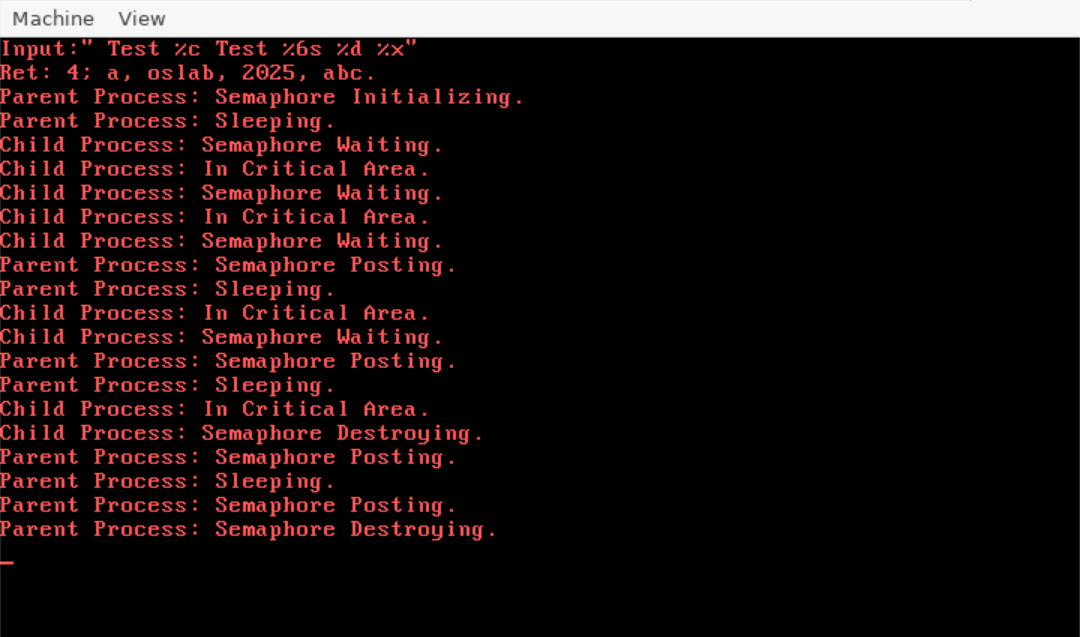 Machine View
Input:" Test %c Test %6s %d %x"
Ret: 4; a, oslab, 2025, abc.
Parent Process: Semaphore Initializing.
Parent Process: Sleeping.
Child Process: Semaphore Waiting.
Child Process: In Critical Area.
Child Process: Semaphore Waiting.
Child Process: In Critical Area.
Child Process: Semaphore Waiting.
Parent Process: Semaphore Posting.
Parent Process: Sleeping.
Child Process: In Critical Area.
Child Process: Semaphore Waiting.
Parent Process: Semaphore Posting.
Parent Process: Sleeping.
Child Process: In Critical Area.
Child Process: Semaphore Destroying.
Parent Process: Semaphore Posting.
Parent Process: Sleeping.
Parent Process: Semaphore Posting.
Parent Process: Semaphore Destroying.